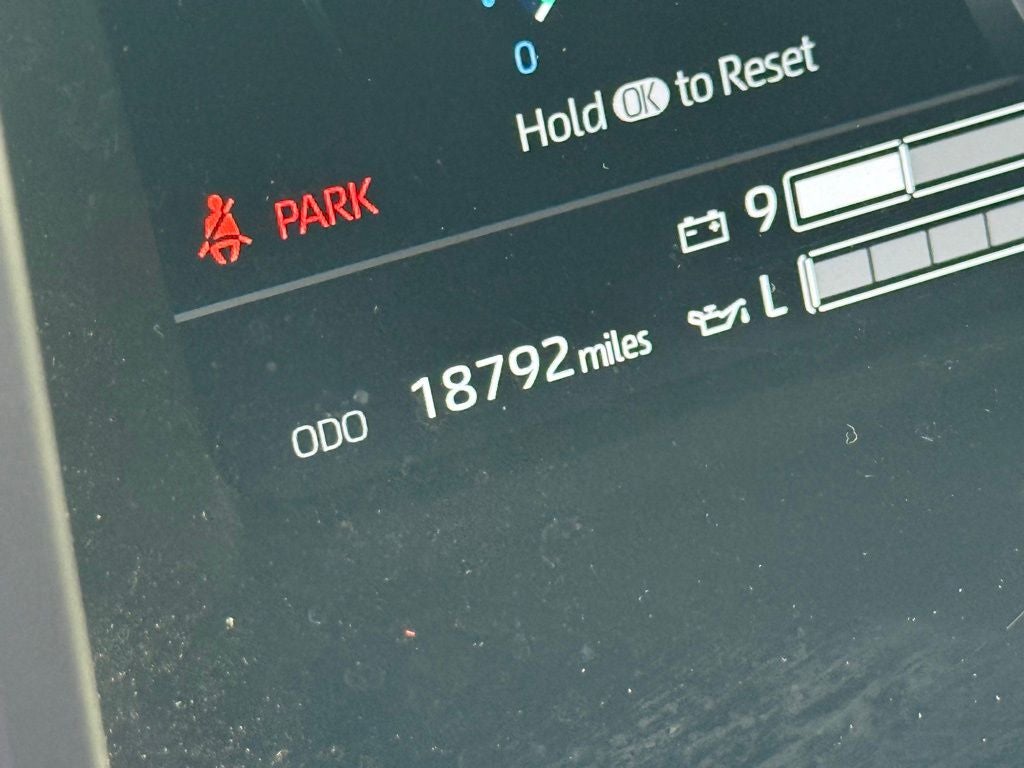 0
Hold OK to Reset
PARK
9
L
ODO 18792 miles